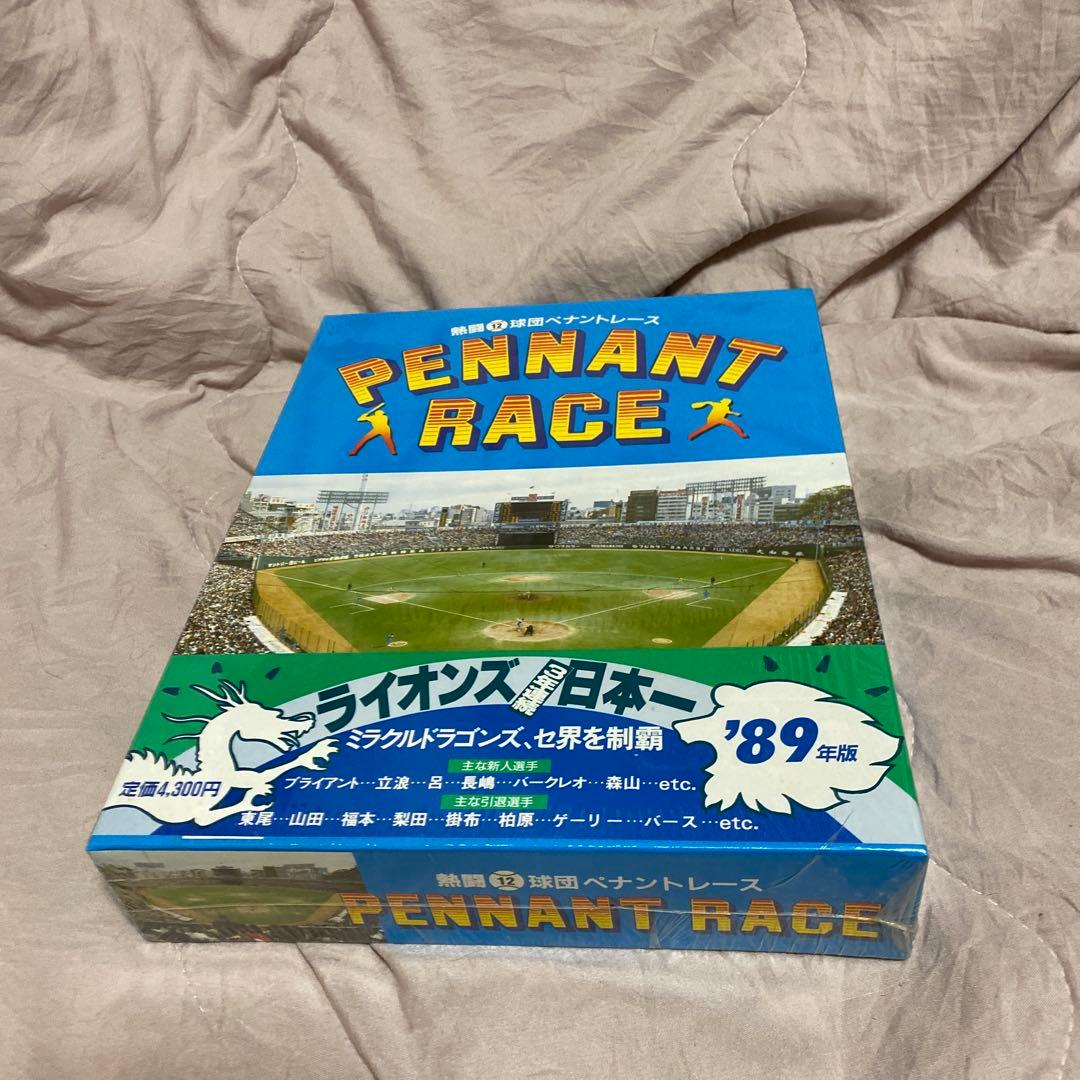 熱闘12球団ペナントレース
PENNANT
RACE
ライオンズ3年連続日本一
ミラクルドラゴンズ、セ界を制覇
'89年版
主な新人選手
ブライアント…立浪…呂…長嶋…バークレオ…森山…etc.
定価4,300円
主な引退選手
東尾…山田…福本…梨田…掛布…柏原…ゲーリー…バース…etc.
熱闘12球団ペナントレース
PENNANT RACE